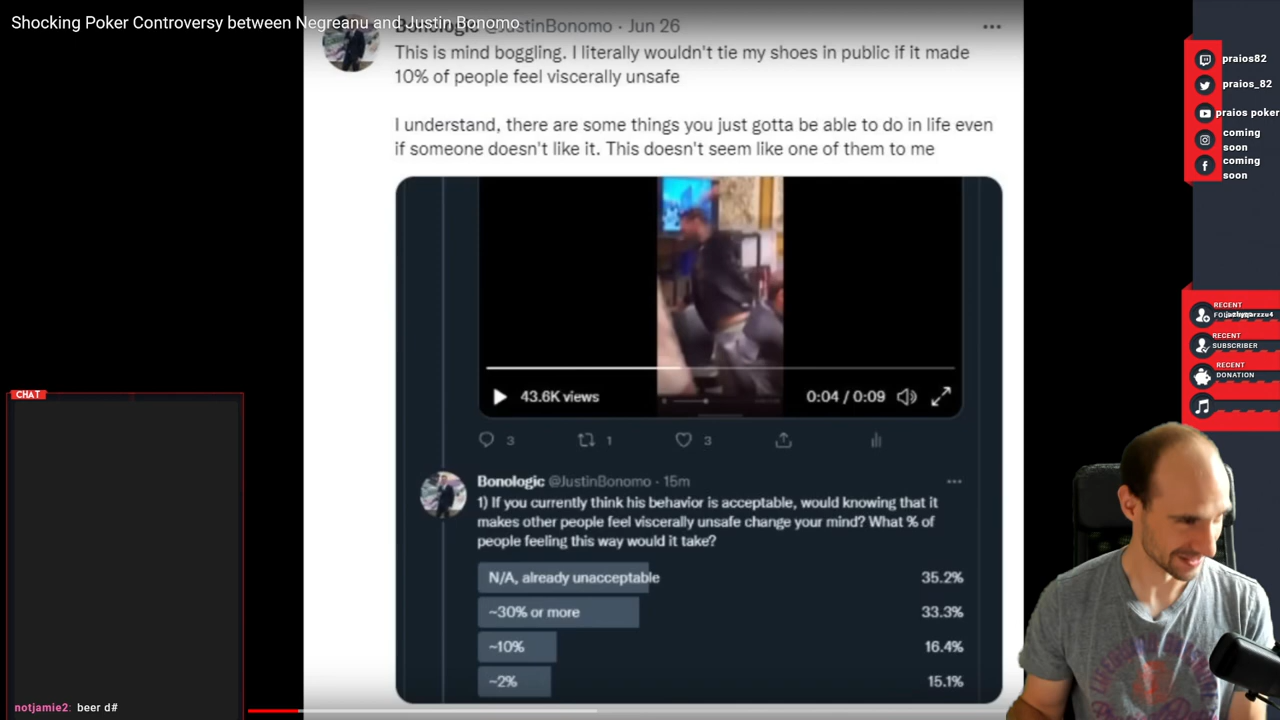 Shocking Poker Controversy between Negreanu and Justin Bonomo
Bonologic @JustinBonomo · Jun 26
This is mind boggling. I literally wouldn't tie my shoes in public if it made
10% of people feel viscerally unsafe
I understand, there are some things you just gotta be able to do in life even
if someone doesn't like it. This doesn't seem like one of them to me
43.6K views
0:04 / 0:09
3
1
3
Bonologic @JustinBonomo · 15m
1) If you currently think his behavior is acceptable, would knowing that it
makes other people feel viscerally unsafe change your mind? What % of
people feeling this way would it take?
N/A, already unacceptable 35.2%
~30% or more 33.3%
~10% 16.4%
~2% 15.1%
praios82
praios_82
praios poker
coming
soon
coming
soon
RECENT
RECENT
SUBSCRIBER
RECENT
DONATION
CHAT
notjamie2: beer d#